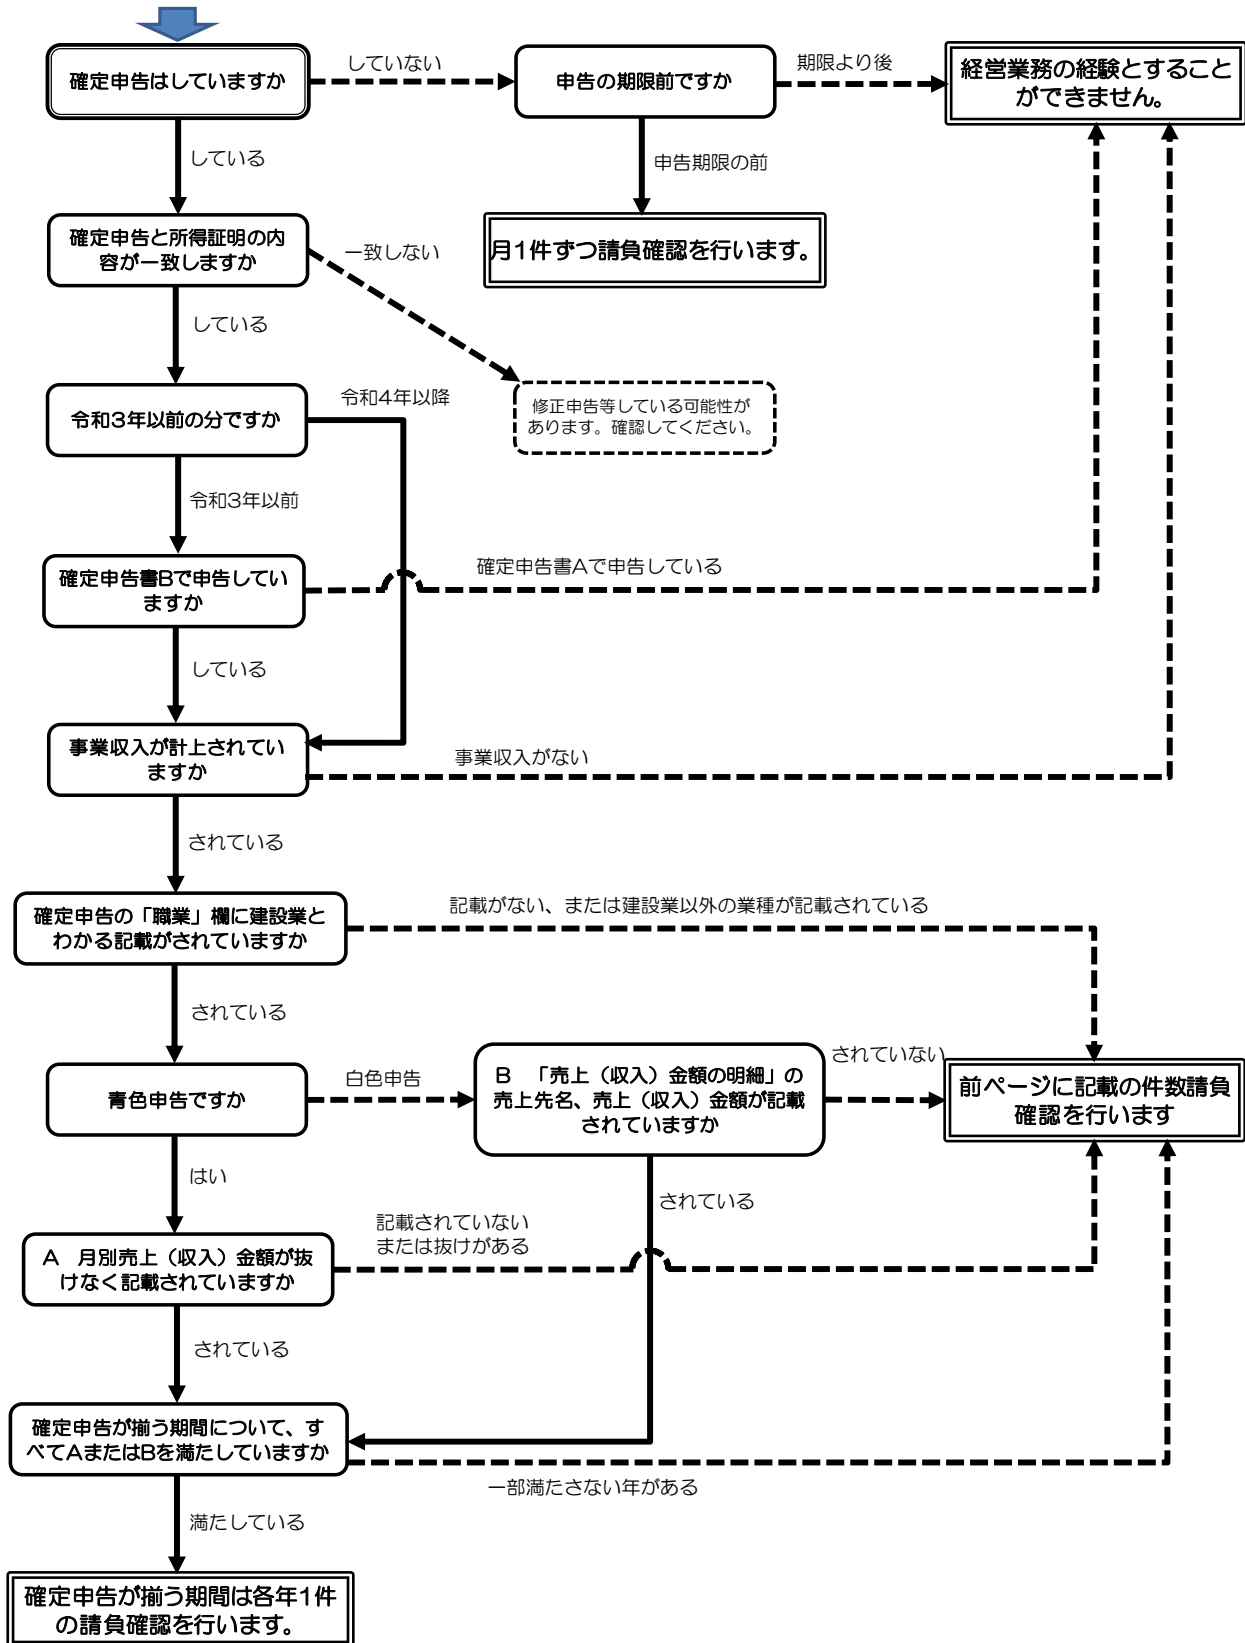 確定申告はしていますか
していない
申告の期限前ですか
期限より後
経営業務の経験とすること
ができません。
している
申告期限の前
確定申告と所得証明の内
容が一致しますか
一致しない
月1件ずつ請負確認を行います。
している
令和3年以前の分ですか
令和4年以降
修正申告等している可能性が
あります。確認してください。
令和3年以前
確定申告書Bで申告してい
ますか
確定申告書Aで申告している
している
事業収入が計上されてい
ますか
事業収入がない
されている
確定申告の「職業」欄に建設業と
わかる記載がされていますか
記載がない、または建設業以外の業種が記載されている
されている
青色申告ですか
白色申告
B 「売上（収入）金額の明細」の
売上先名、売上（収入）金額が記載
されていますか
されていない
前ページに記載の件数請負
確認を行います
はい
されている
A 月別売上（収入）金額が抜
けなく記載されていますか
記載されていない
または抜けがある
されている
確定申告が揃う期間について、す
べてAまたはBを満たしていますか
一部満たさない年がある
満たしている
確定申告が揃う期間は各年1件
の請負確認を行います。